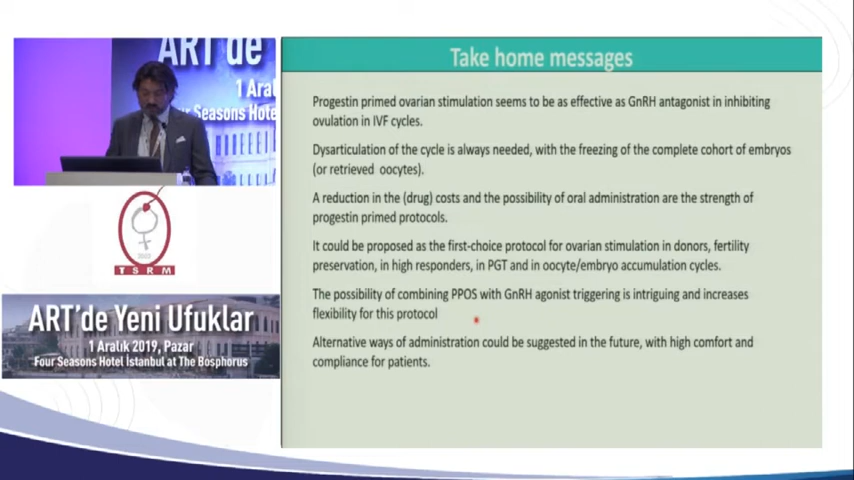 ART'de
1 Aral
Four Seasons Hote
TSRM
ART'de Yeni Ufuklar
1 Aralık 2019, Pazar
Four Seasons Hotel İstanbul at The Bosphorus
Take home messages
Progestin primed ovarian stimulation seems to be as effective as GnRH antagonist in inhibiting
ovulation in IVF cycles.
Dysarticulation of the cycle is always needed, with the freezing of the complete cohort of embryos
(or retrieved oocytes).
A reduction in the (drug) costs and the possibility of oral administration are the strength of
progestin primed protocols.
It could be proposed as the first-choice protocol for ovarian stimulation in donors, fertility
preservation, in high responders, in PGT and in oocyte/embryo accumulation cycles.
The possibility of combining PPOS with GnRH agonist triggering is intriguing and increases
flexibility for this protocol
Alternative ways of administration could be suggested in the future, with high comfort and
compliance for patients.